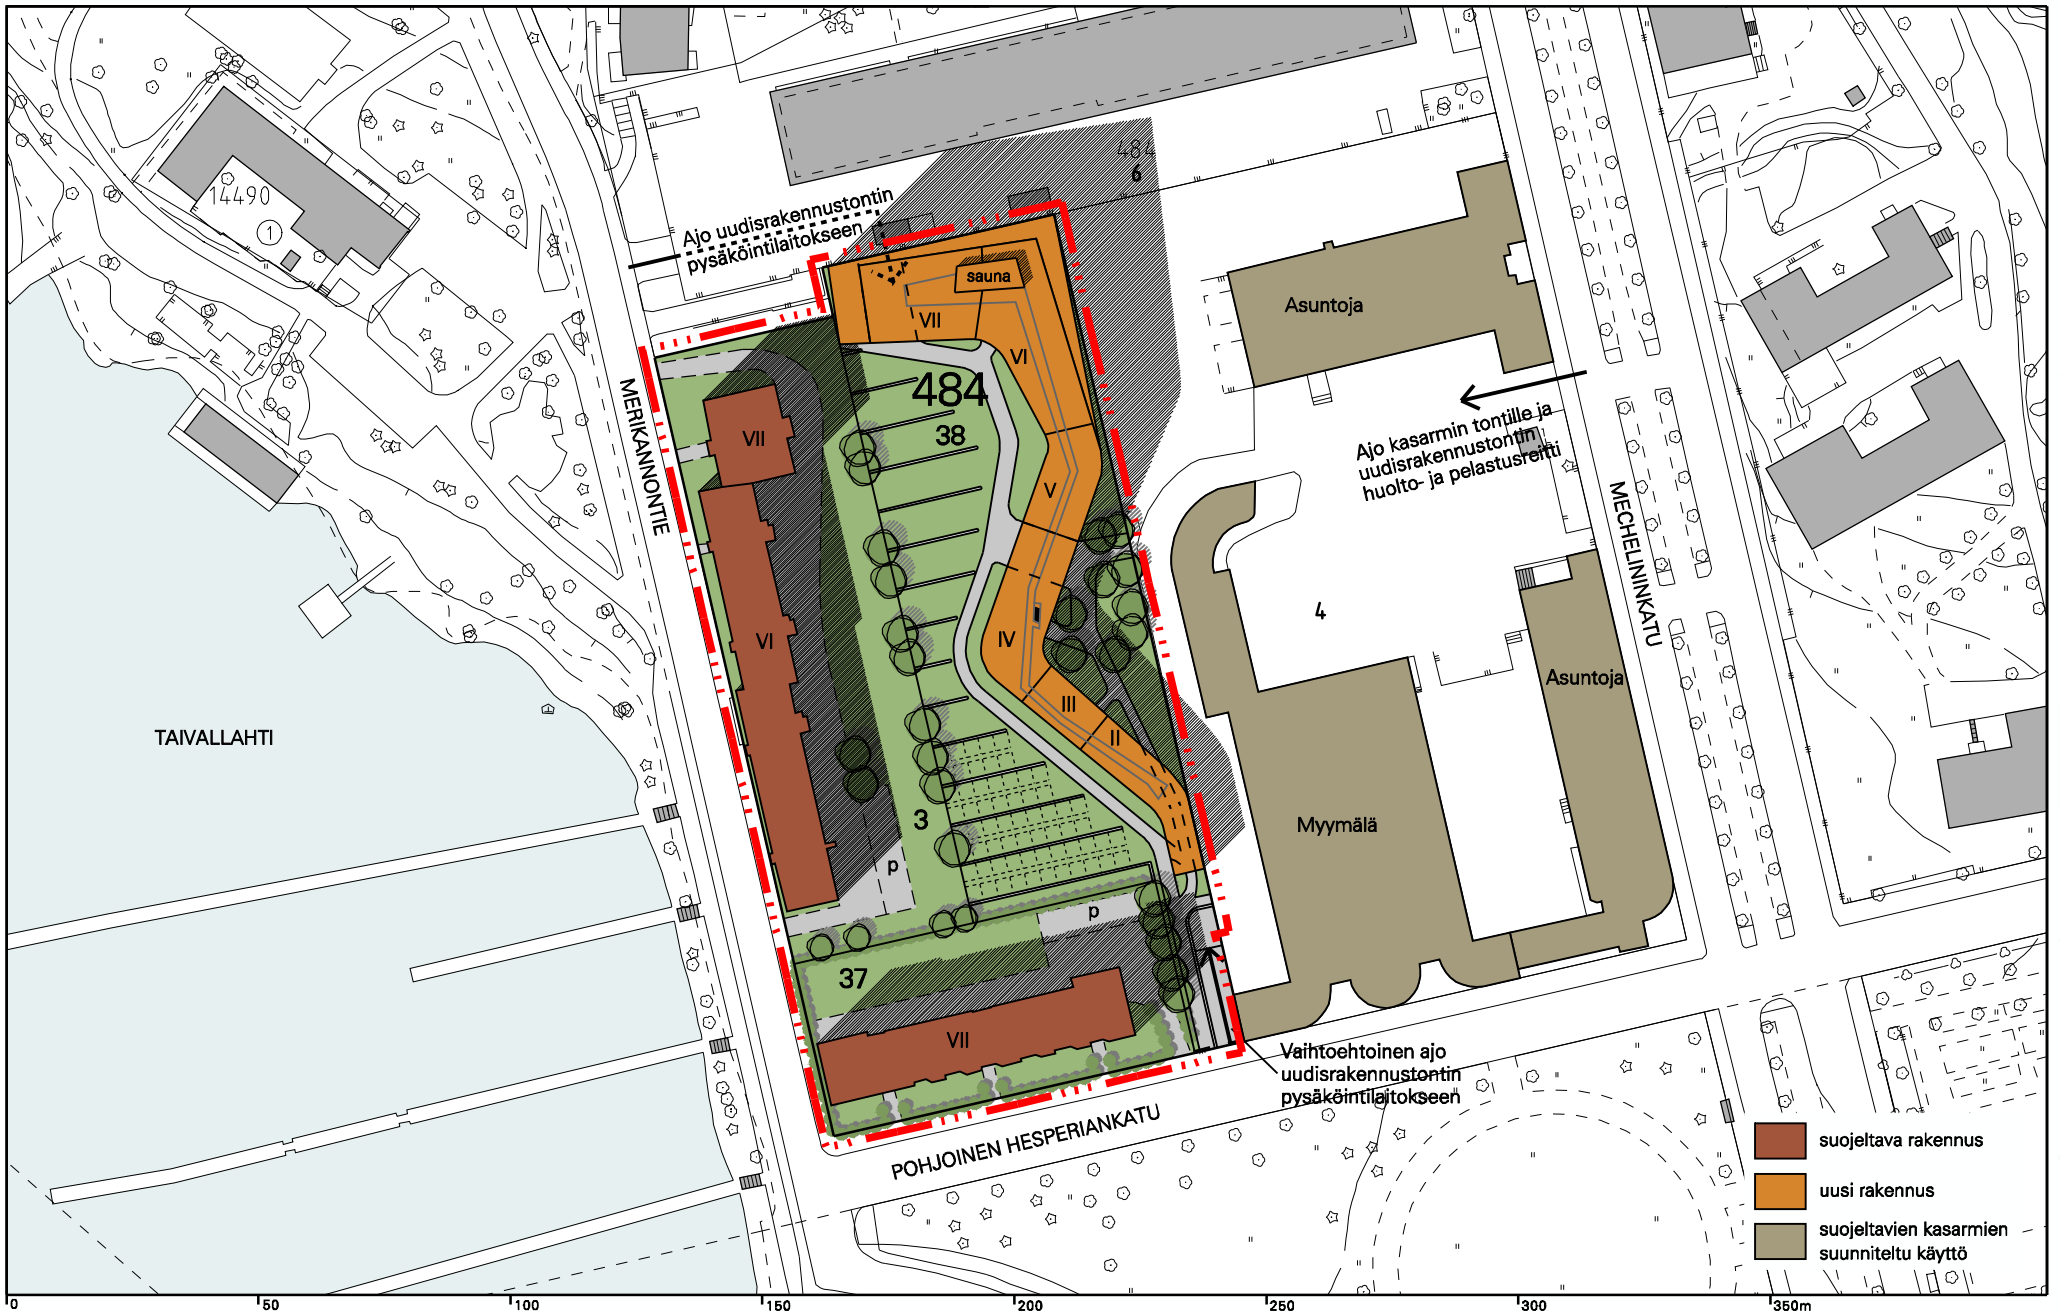 484
6
14490
1
Ajo uudisrakennustontin
pysäköintilaitokseen
sauna
VII
VI
Asuntoja
484
38
MERIKANNONTIE
VII
V
Ajo kasarmin tontille ja
uudisrakennustontin
huolto- ja pelastusreitti
MECHELININKATU
4
VI
IV
Asuntoja
III
II
TAIVALLAHTI
3
Myymälä
p
p
37
VII
Vaihtoehtoinen ajo
uudisrakennustontin
pysäköintilaitokseen
POHJOINEN HESPERIANKATU
suojeltava rakennus
uusi rakennus
suojeltavien kasarmien
suunniteltu käyttö
0 50 100 150 200 250 300 350m